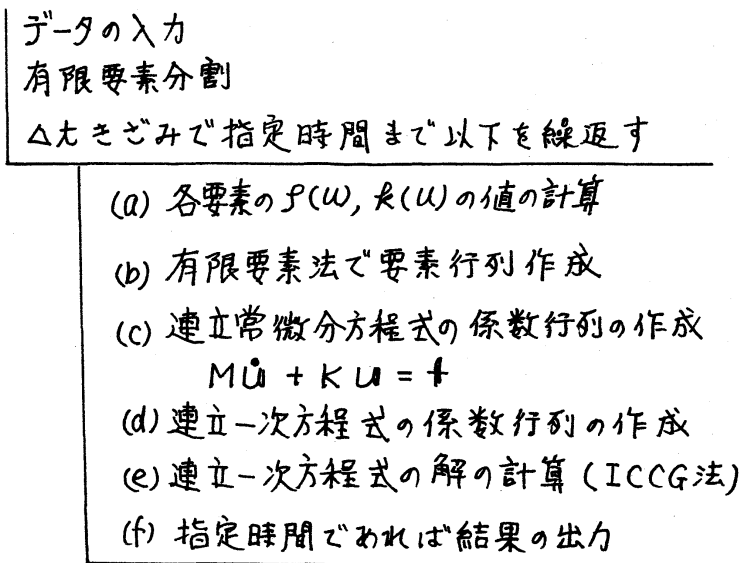 データの入力
有限要素分割
Δtきざみで指定時間まで以下を繰返す
(a) 各要素のρ(u), k(u)の値の計算
(b) 有限要素法で要素行列作成
(c) 連立常微分方程式の係数行列の作成
Mu̇ + Ku = f
(d) 連立一次方程式の係数行列の作成
(e) 連立一次方程式の解の計算 (ICCG法)
(f) 指定時間であれば結果の出力